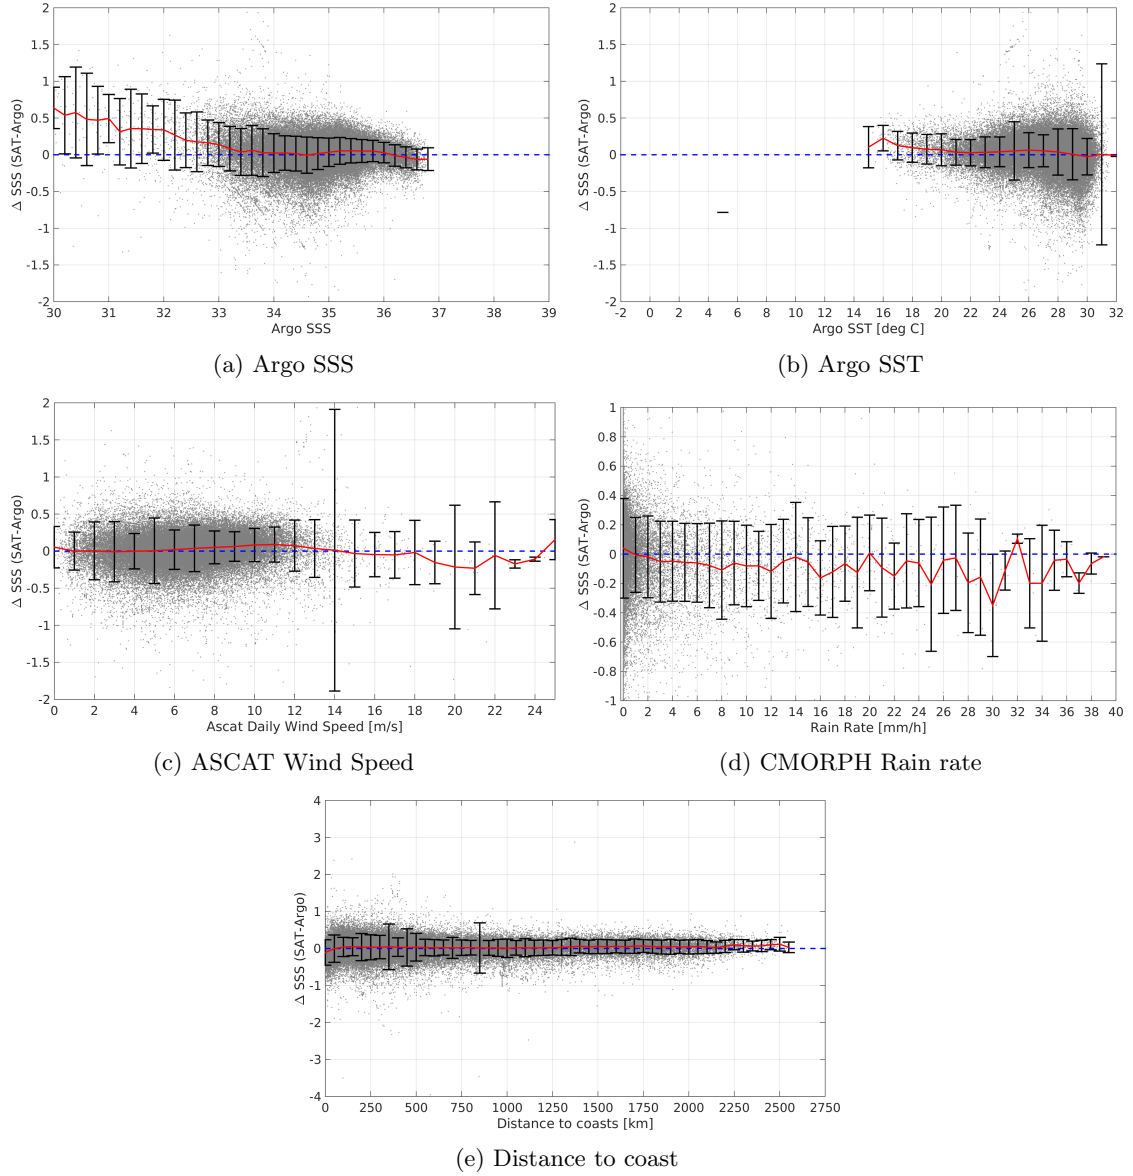 2
1.5
1
0.5
0
-0.5
-1
-1.5
-2
Δ SSS (SAT-Argo)
30 31 32 33 34 35 36 37 38 39
Argo SSS
(a) Argo SSS
2
1.5
1
0.5
0
-0.5
-1
-1.5
-2
Δ SSS (SAT-Argo)
-2 0 2 4 6 8 10 12 14 16 18 20 22 24 26 28 30 32
Argo SST [deg C]
(b) Argo SST
2
1.5
1
0.5
0
-0.5
-1
-1.5
-2
Δ SSS (SAT-Argo)
0 2 4 6 8 10 12 14 16 18 20 22 24
Ascat Daily Wind Speed [m/s]
(c) ASCAT Wind Speed
1
0.8
0.6
0.4
0.2
0
-0.2
-0.4
-0.6
-0.8
-1
Δ SSS (SAT-Argo)
0 2 4 6 8 10 12 14 16 18 20 22 24 26 28 30 32 34 36 38 40
Rain Rate [mm/h]
(d) CMORPH Rain rate
4
3
2
1
0
-1
-2
-3
-4
Δ SSS (SAT-Argo)
0 250 500 750 1000 1250 1500 1750 2000 2250 2500 2750
Distance to coasts [km]
(e) Distance to coast